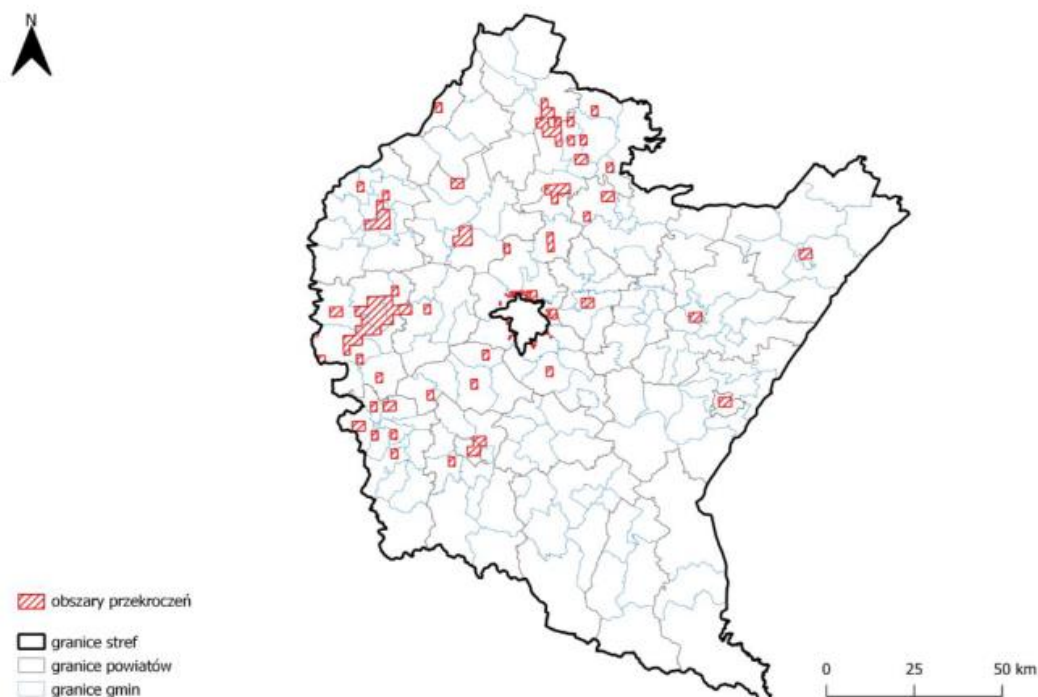 N
obszary przekroczeń
granice stref
granice powiatów
granice gmin
0 25 50 km